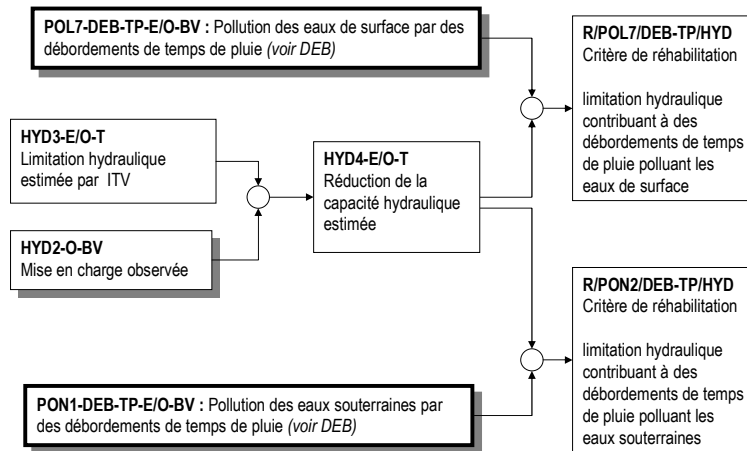 POL7-DEB-TP-E/O-BV : Pollution des eaux de surface par des
débordements de temps de pluie (voir DEB)
R/POL7/DEB-TP/HYD
Critère de réhabilitation
limitation hydraulique
contribuant à des
débordements de temps
de pluie polluant les
eaux de surface
HYD3-E/O-T
Limitation hydraulique
estimée par ITV
HYD4-E/O-T
Réduction de la
capacité hydraulique
estimée
HYD2-O-BV
Mise en charge observée
R/PON2/DEB-TP/HYD
Critère de réhabilitation
limitation hydraulique
contribuant à des
débordements de temps
de pluie polluant les
eaux souterraines
PON1-DEB-TP-E/O-BV : Pollution des eaux souterraines par
des débordements de temps de pluie (voir DEB)